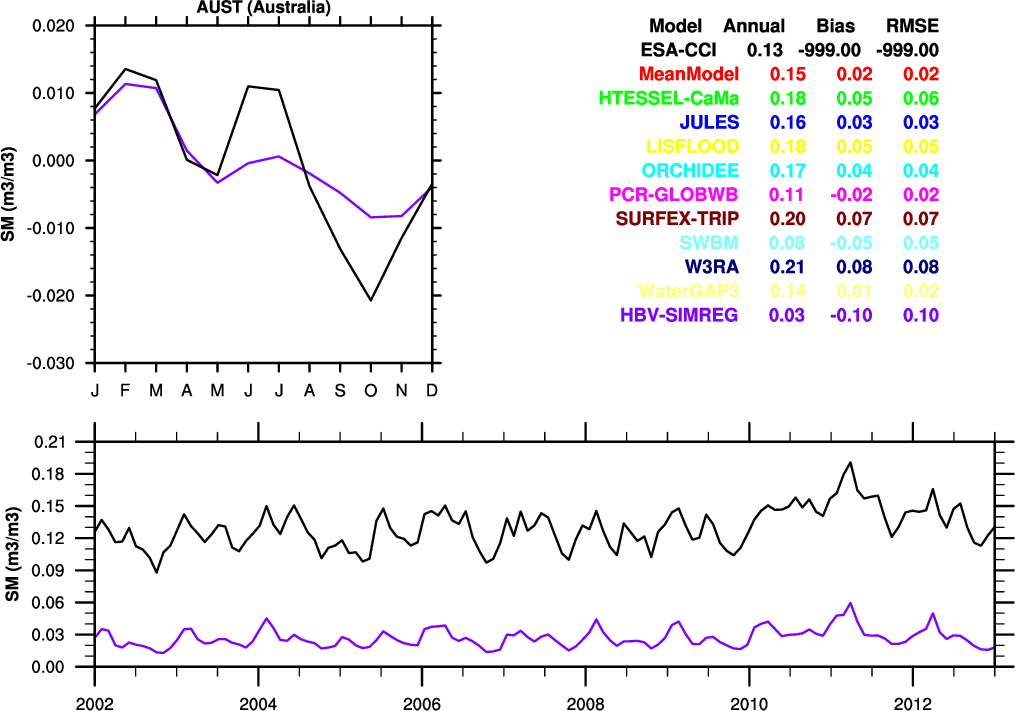 AUST (Australia)
0.020
0.010
0.000
-0.010
-0.020
-0.030
SM (m3/m3)
J F M A M J J A S O N D
Model Annual Bias RMSE
ESA-CCI 0.13 -999.00 -999.00
MeanModel 0.15 0.02 0.02
HTESSEL-CaMa 0.18 0.05 0.06
JULES 0.16 0.03 0.03
LISFLOOD 0.18 0.05 0.05
ORCHIDEE 0.17 0.04 0.04
PCR-GLOBWB 0.11 -0.02 0.02
SURFEX-TRIP 0.20 0.07 0.07
SWBM 0.08 -0.05 0.05
W3RA 0.21 0.08 0.08
WaterGAP3 0.14 0.01 0.02
HBV-SIMREG 0.03 -0.10 0.10
0.21
0.18
0.15
0.12
0.09
0.06
0.03
0.00
SM (m3/m3)
2002 2004 2006 2008 2010 2012